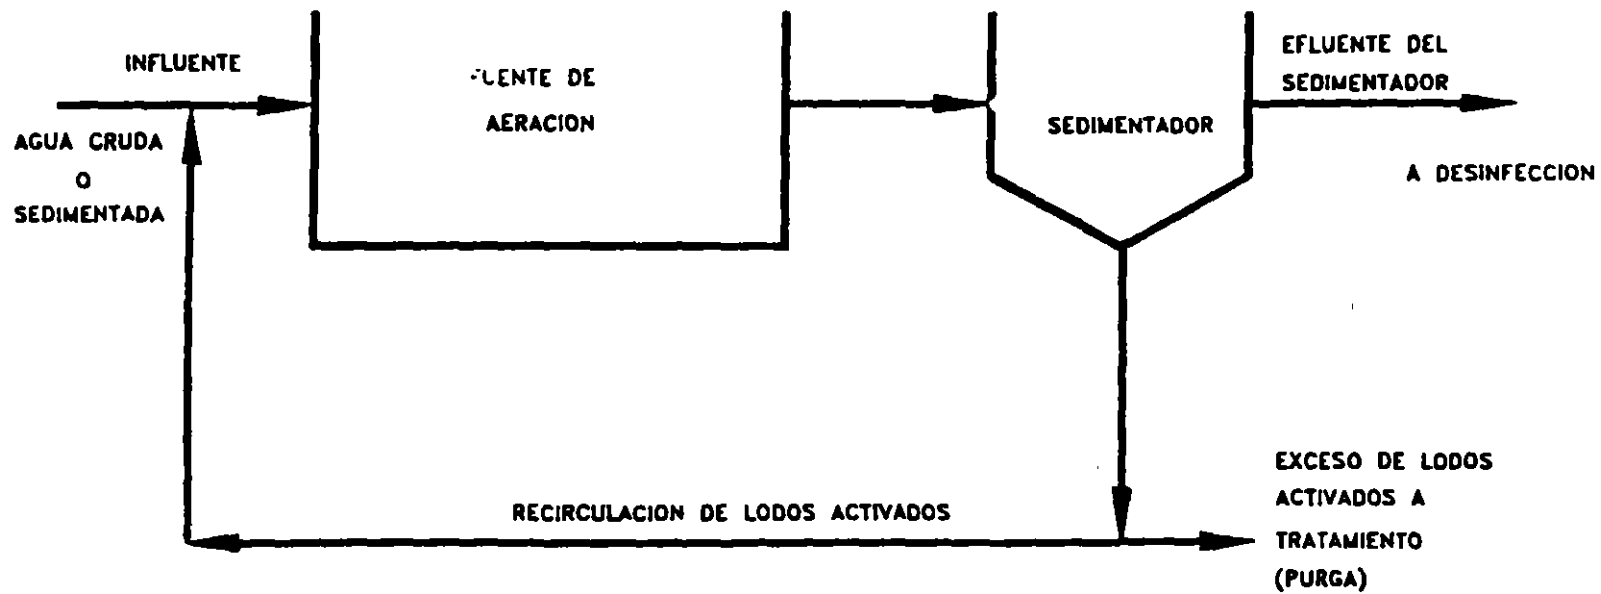 INFLUENTE
AGUA CRUDA
O
SEDIMENTADA
DE
AERACION
SEDIMENTADOR
EFLUENTE DEL
SEDIMENTADOR
A DESINFECCION
RECIRCULACION DE LODOS ACTIVADOS
EXCESO DE LODOS
ACTIVADOS A
TRATAMIENTO
(PURGA)